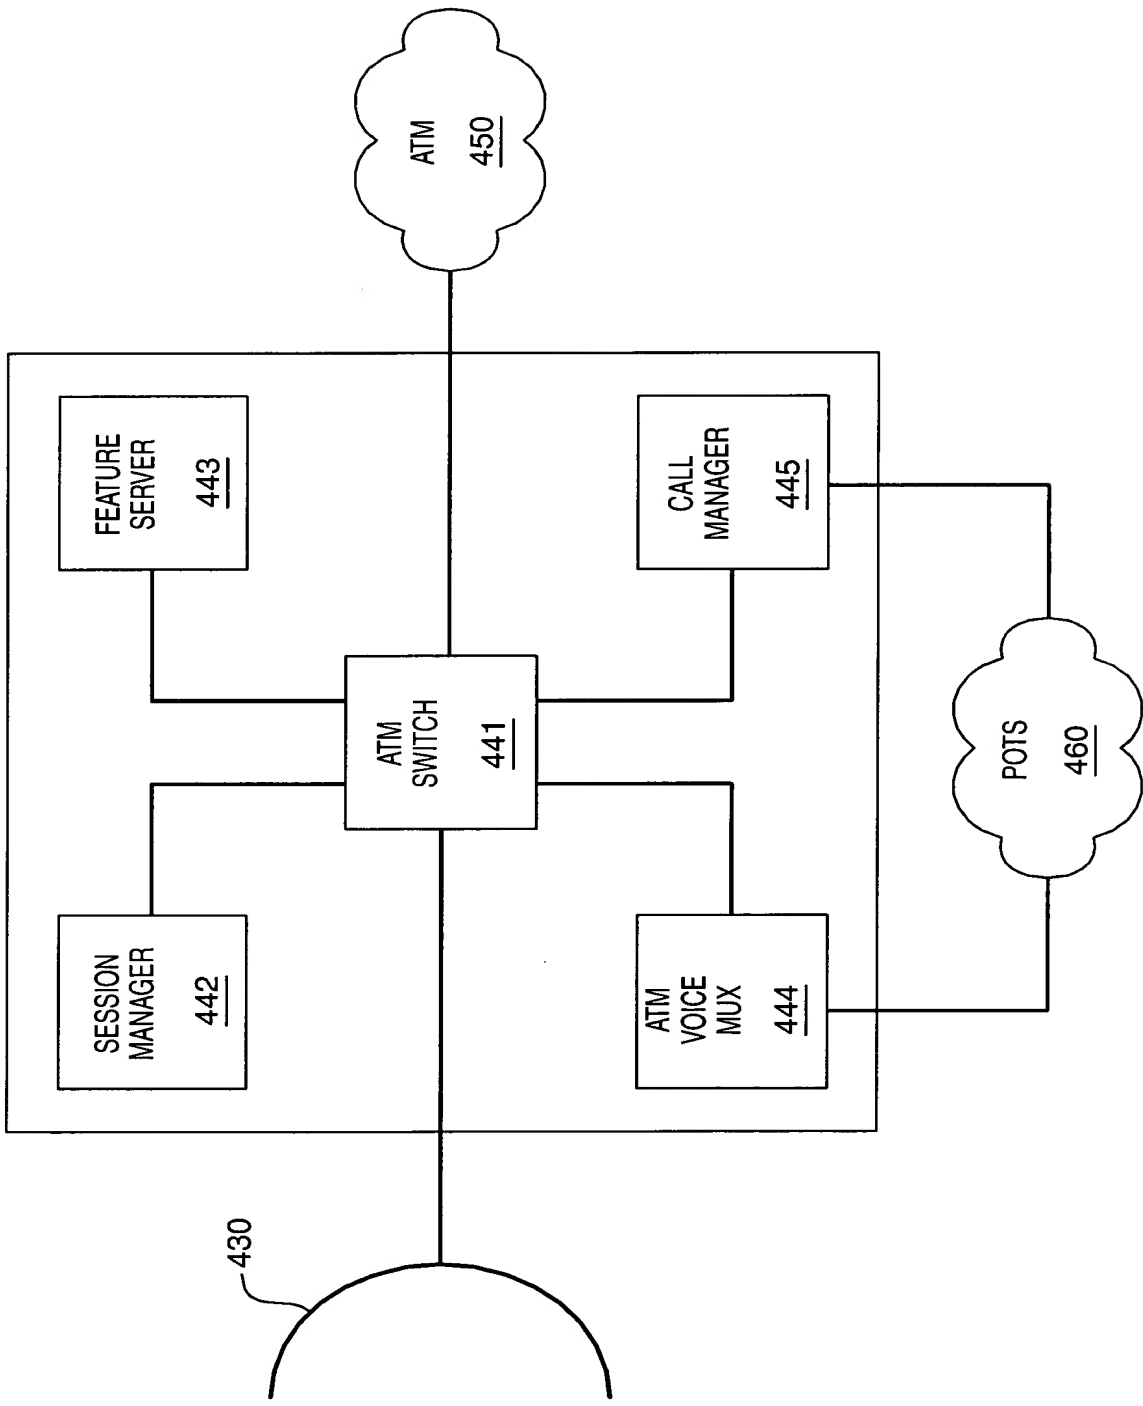 430
SESSION
MANAGER
442
FEATURE
SERVER
443
ATM
SWITCH
441
ATM
450
ATM
VOICE
MUX
444
CALL
MANAGER
445
POTS
460